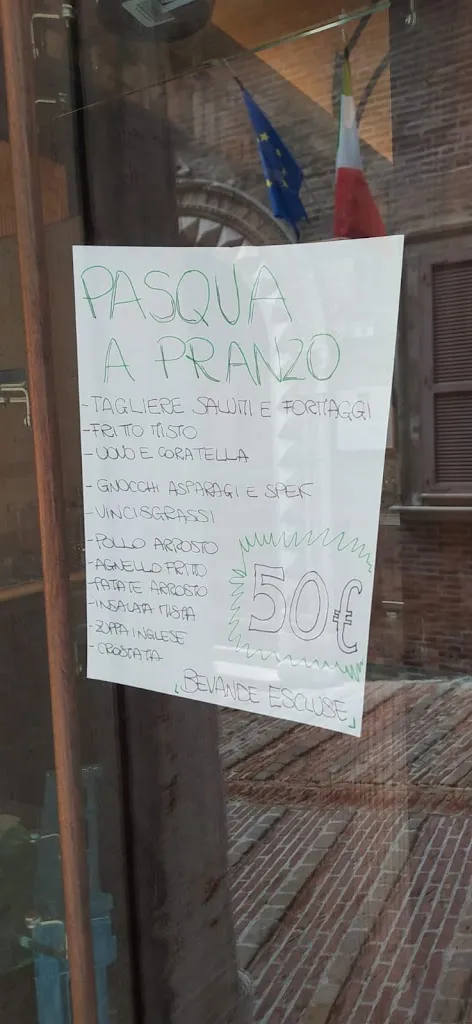 PASQUA
A PRANZO
-TAGLIERE SALUMI E FORMAGGI
-FRITTO MISTO
-UOVO E CORATELLA
-GNOCCHI ASPARAGI E SPEK
-VINCISGRASSI
-POLLO ARROSTO
-AGNELLO FRITTO
-PATATE ARROSTO
-INSALATA MISTA
-ZUPPA INGLESE
-CROSTATA
50€
"BEVANDE ESCLUSE"